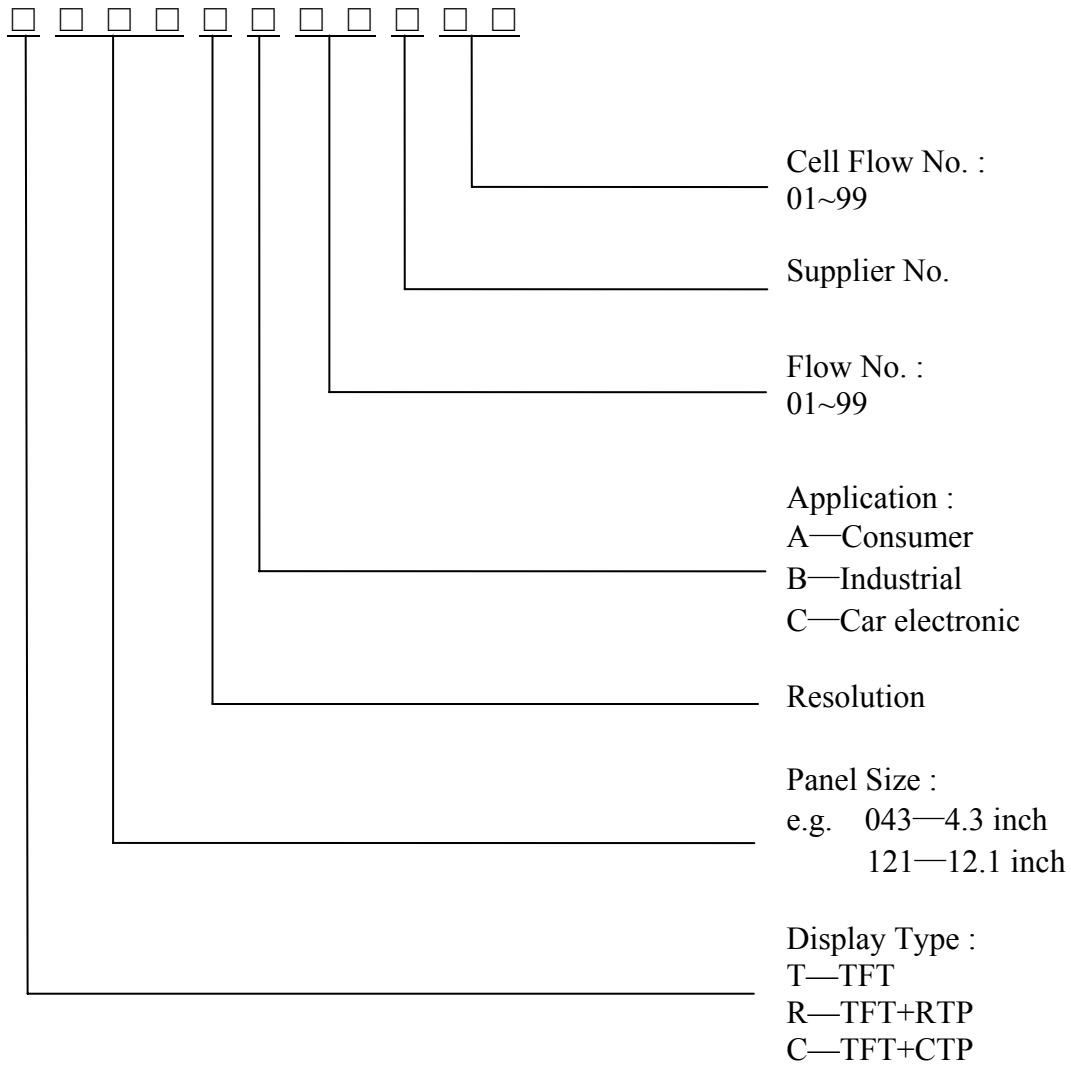 □ □ □ □ □ □ □ □ □ □ □
Cell Flow No. :
01~99
Supplier No.
Flow No. :
01~99
Application :
A—Consumer
B—Industrial
C—Car electronic
Resolution
Panel Size :
e.g. 043—4.3 inch
121—12.1 inch
Display Type :
T—TFT
R—TFT+RTP
C—TFT+CTP